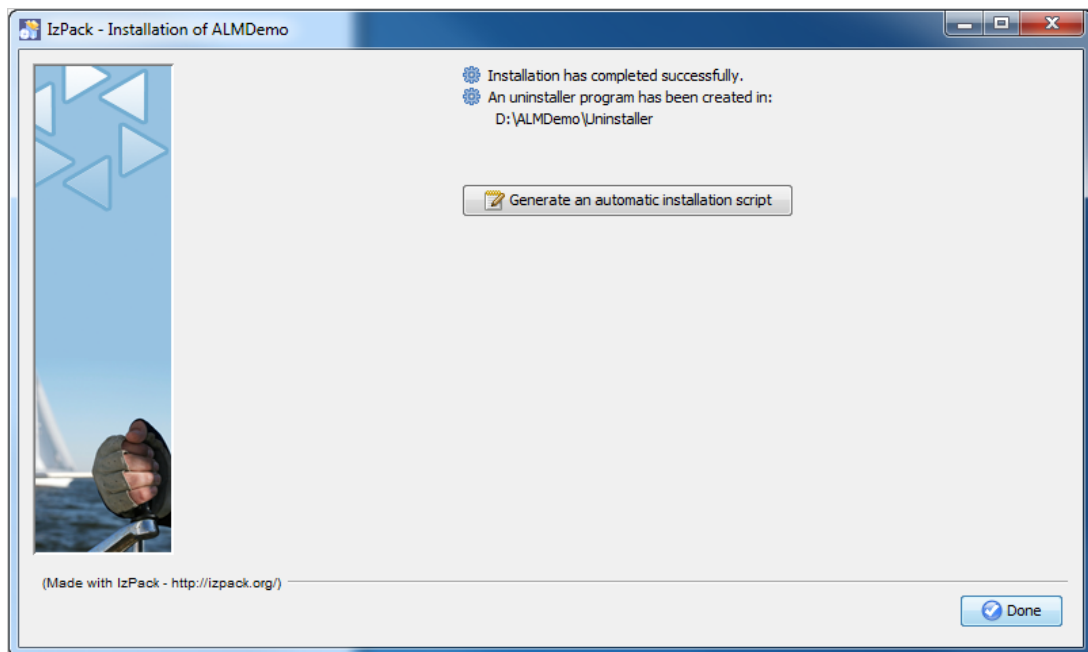 IzPack - Installation of ALMDemo
Installation has completed successfully.
An uninstaller program has been created in:
D:\ALMDemo\Uninstaller
Generate an automatic installation script
(Made with IzPack - http://izpack.org/)
Done